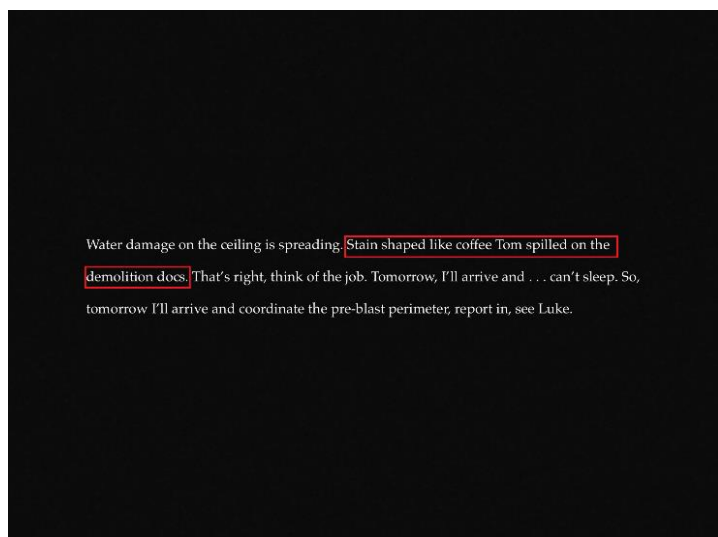 Water damage on the ceiling is spreading. Stain shaped like coffee Tom spilled on the
demolition docs. That’s right, think of the job. Tomorrow, I’ll arrive and . . . can’t sleep. So,
tomorrow I’ll arrive and coordinate the pre-blast perimeter, report in, see Luke.